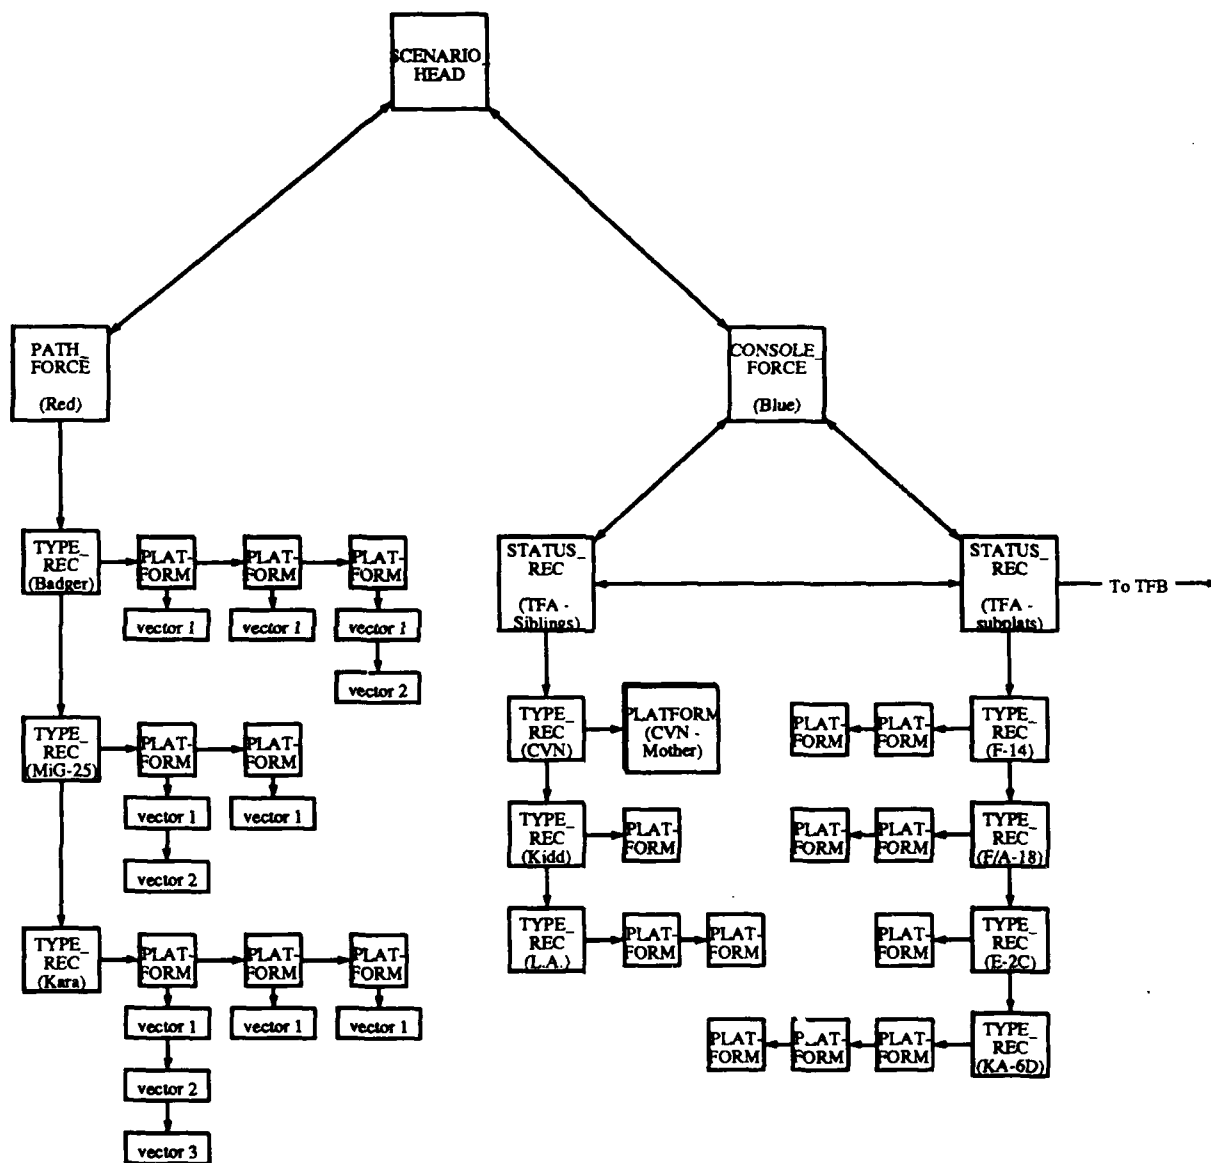 SCENARIO_
HEAD
PATH_
FORCE
(Red)
CONSOLE_
FORCE
(Blue)
TYPE_
REC
(Badger)
PLAT-
FORM
PLAT-
FORM
PLAT-
FORM
vector 1
vector 1
vector 1
vector 2
TYPE_
REC
(MiG-25)
PLAT-
FORM
PLAT-
FORM
vector 1
vector 1
vector 2
TYPE_
REC
(Kara)
PLAT-
FORM
PLAT-
FORM
PLAT-
FORM
vector 1
vector 1
vector 1
vector 2
vector 3
STATUS_
REC
(TFA -
Siblings)
STATUS_
REC
(TFA -
subplats)
To TFB
TYPE_
REC
(CVN)
PLATFORM
(CVN -
Mother)
TYPE_
REC
(Kidd)
PLAT-
FORM
TYPE_
REC
(L.A.)
PLAT-
FORM
PLAT-
FORM
PLAT-
FORM
PLAT-
FORM
TYPE_
REC
(F-14)
PLAT-
FORM
PLAT-
FORM
TYPE_
REC
(F/A-18)
PLAT-
FORM
TYPE_
REC
(E-2C)
PLAT-
FORM
PLAT-
FORM
PLAT-
FORM
TYPE_
REC
(KA-6D)